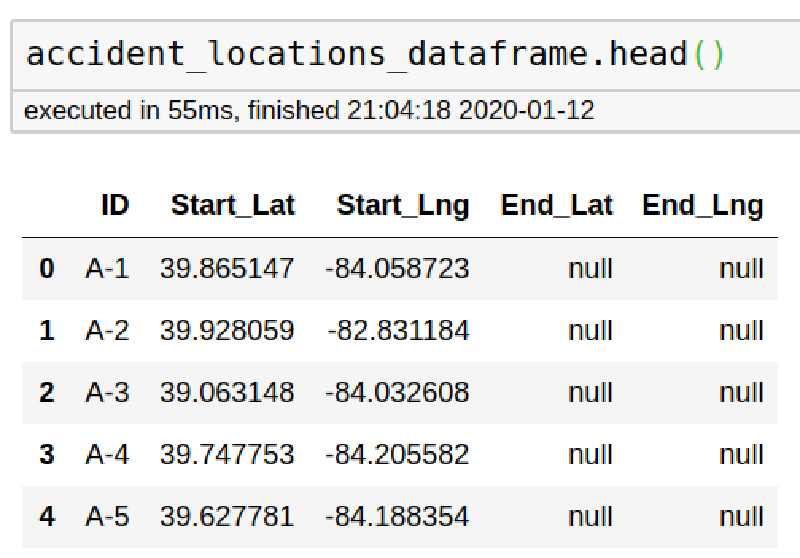 accident_locations_dataframe.head()
executed in 55ms, finished 21:04:18 2020-01-12
ID Start_Lat Start_Lng End_Lat End_Lng
0 A-1 39.865147 -84.058723 null null
1 A-2 39.928059 -82.831184 null null
2 A-3 39.063148 -84.032608 null null
3 A-4 39.747753 -84.205582 null null
4 A-5 39.627781 -84.188354 null null